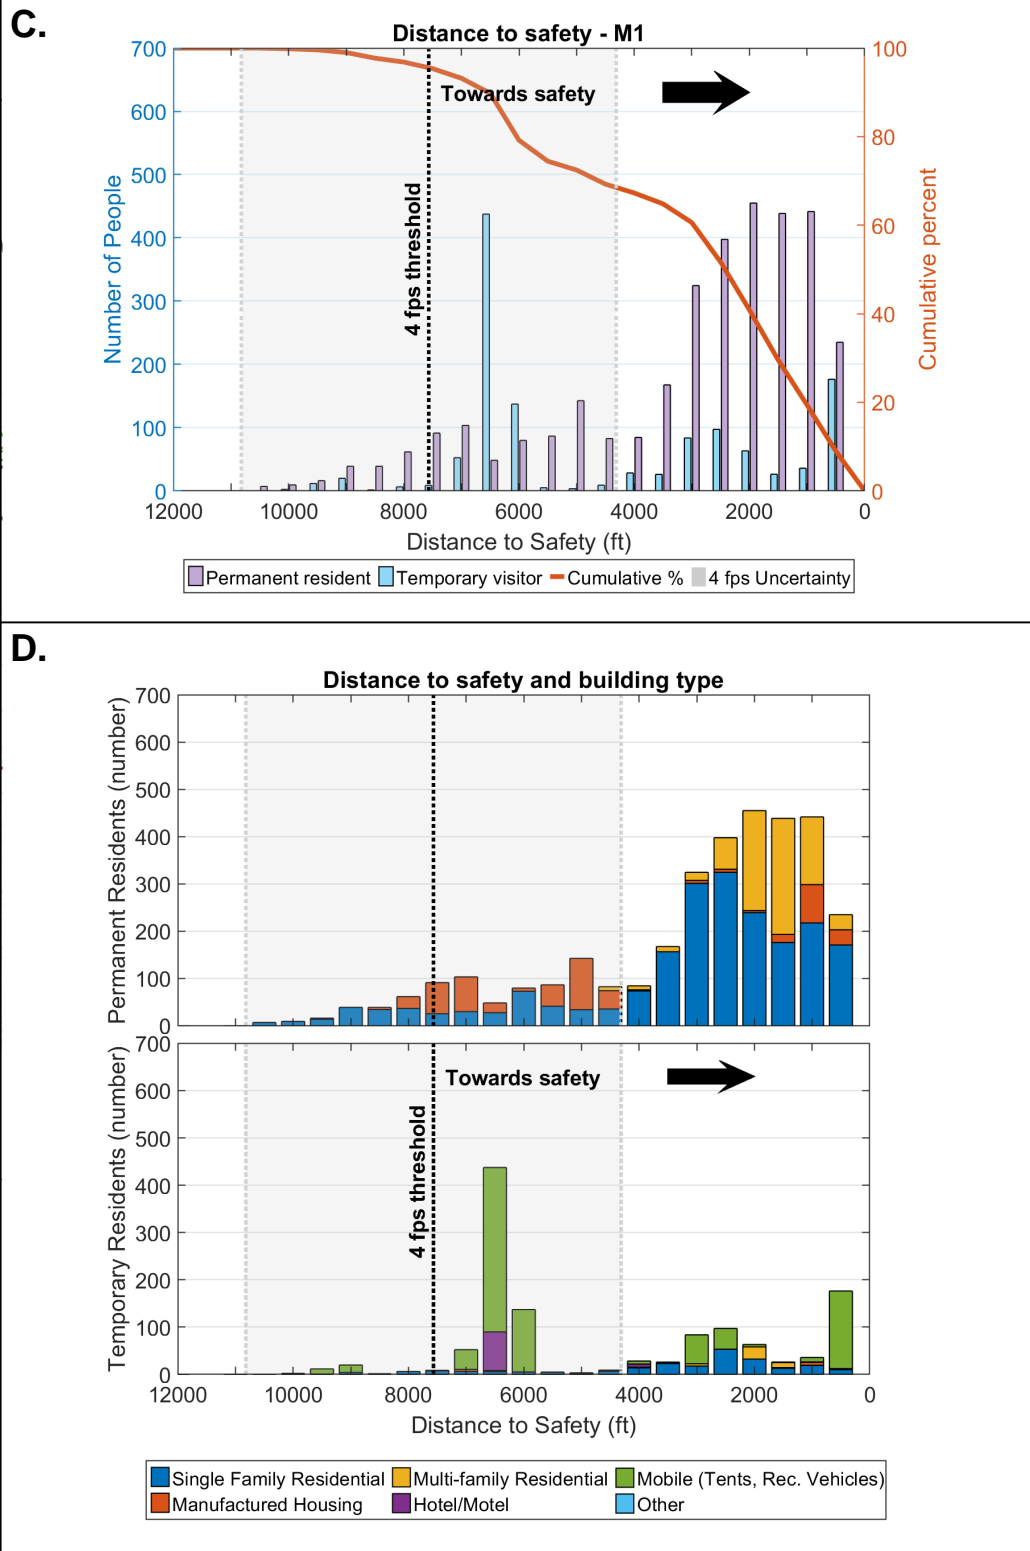 C.
Distance to safety - M1
700
600
500
400
300
200
100
0
Number of People
100
80
60
40
20
0
Cumulative percent
Towards safety
4 fps threshold
12000 10000 8000 6000 4000 2000 0
Distance to Safety (ft)
Permanent resident Temporary visitor Cumulative % 4 fps Uncertainty
D.
Distance to safety and building type
700
600
500
400
300
200
100
0
Permanent Residents (number)
700
600
500
400
300
200
100
0
Temporary Residents (number)
Towards safety
4 fps threshold
12000 10000 8000 6000 4000 2000 0
Distance to Safety (ft)
Single Family Residential Multi-family Residential Mobile (Tents, Rec. Vehicles)
Manufactured Housing Hotel/Motel Other